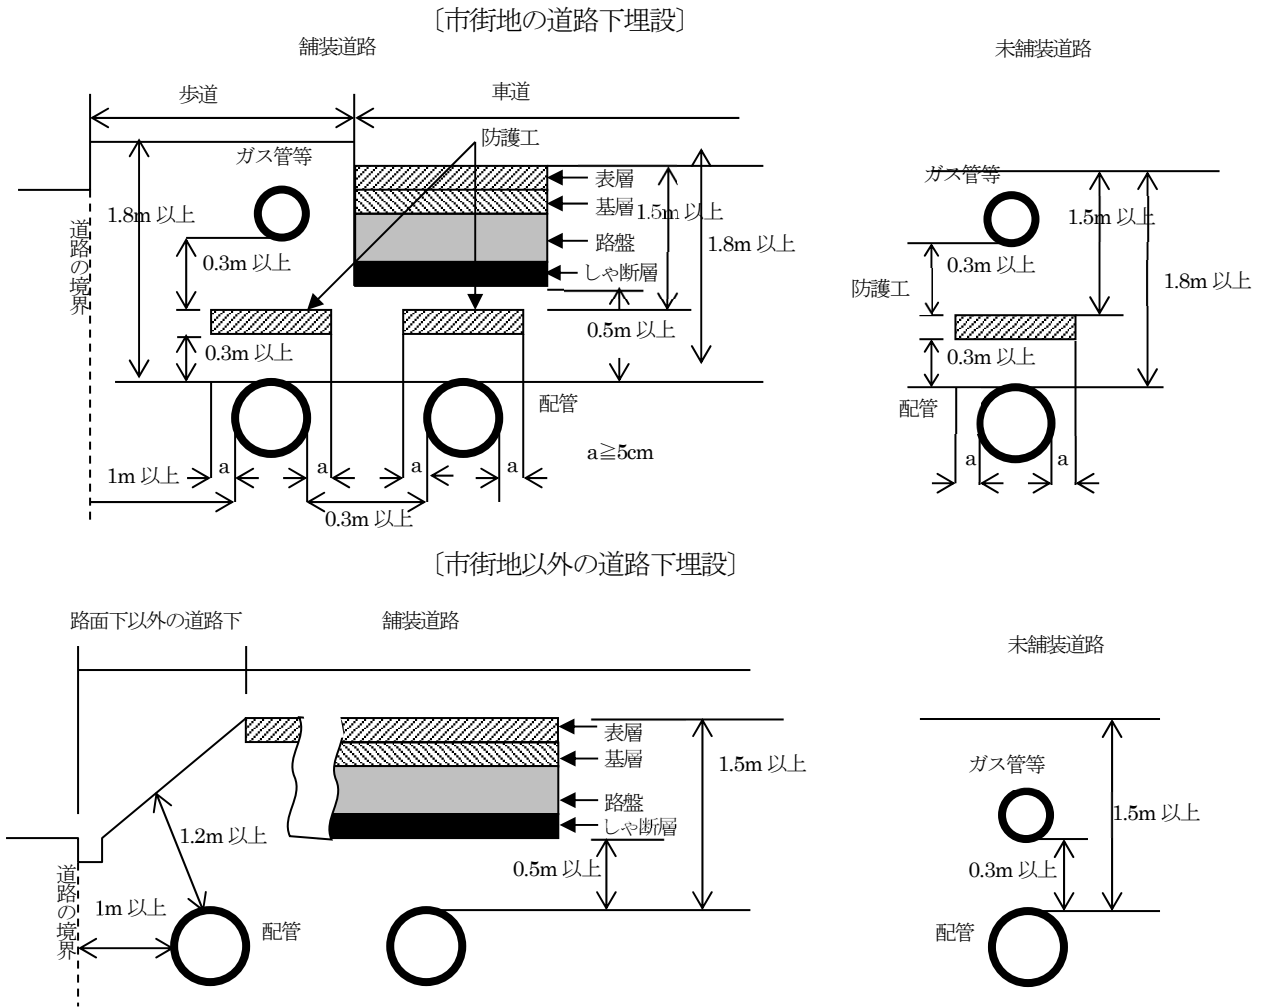 〔市街地の道路下埋設〕
舗装道路
未舗装道路
歩道
車道
防護工
ガス管等
表層
基層
路盤
しゃ断層
1.8m 以上
0.3m 以上
0.3m 以上
1.5m 以上
1.8m 以上
0.5m 以上
道路の境界
配管
a≧5cm
1m 以上
a
a
a
a
0.3m 以上
ガス管等
1.5m 以上
0.3m 以上
防護工
1.8m 以上
0.3m 以上
配管
a
a
〔市街地以外の道路下埋設〕
路面下以外の道路下
舗装道路
未舗装道路
表層
基層
路盤
しゃ断層
1.5m 以上
1.2m 以上
0.5m 以上
道路の境界
1m 以上
配管
ガス管等
1.5m 以上
0.3m 以上
配管